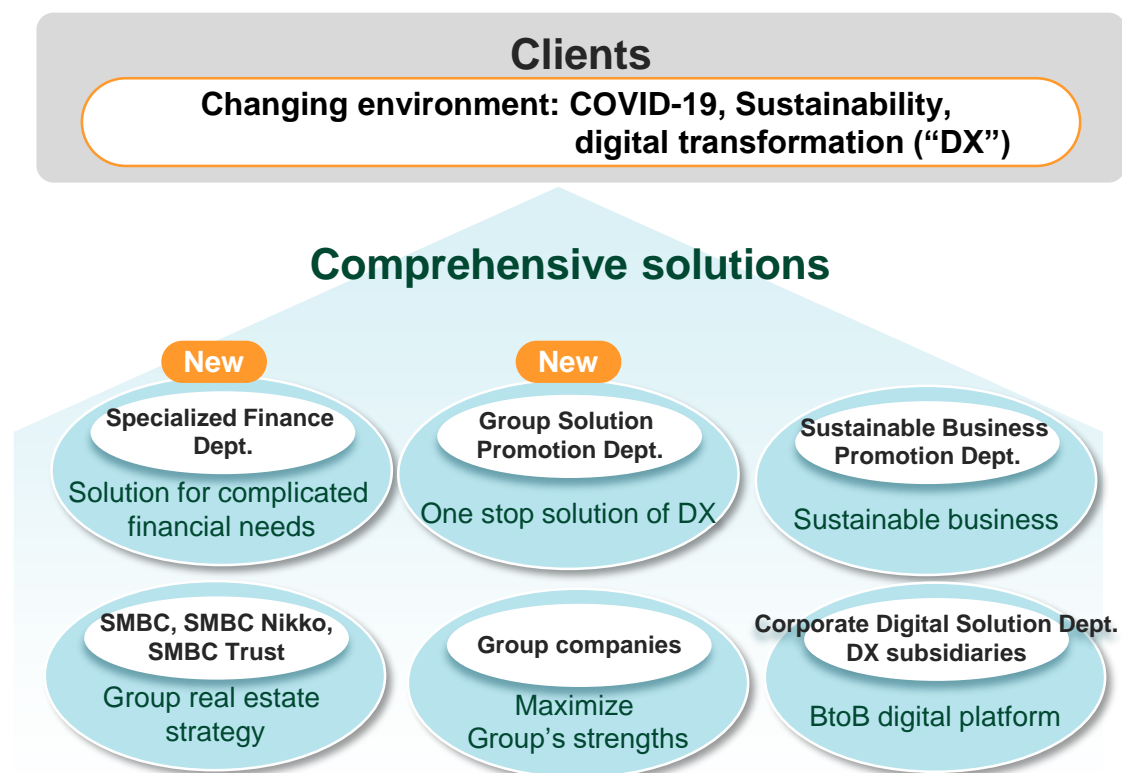 Clients
Changing environment: COVID-19, Sustainability,
digital transformation (“DX”)
Comprehensive solutions
New
Specialized Finance
Dept.
Solution for complicated
financial needs
New
Group Solution
Promotion Dept.
One stop solution of DX
Sustainable Business
Promotion Dept.
Sustainable business
SMBC, SMBC Nikko,
SMBC Trust
Group real estate
strategy
Group companies
Maximize
Group’s strengths
Corporate Digital Solution Dept.
DX subsidiaries
BtoB digital platform